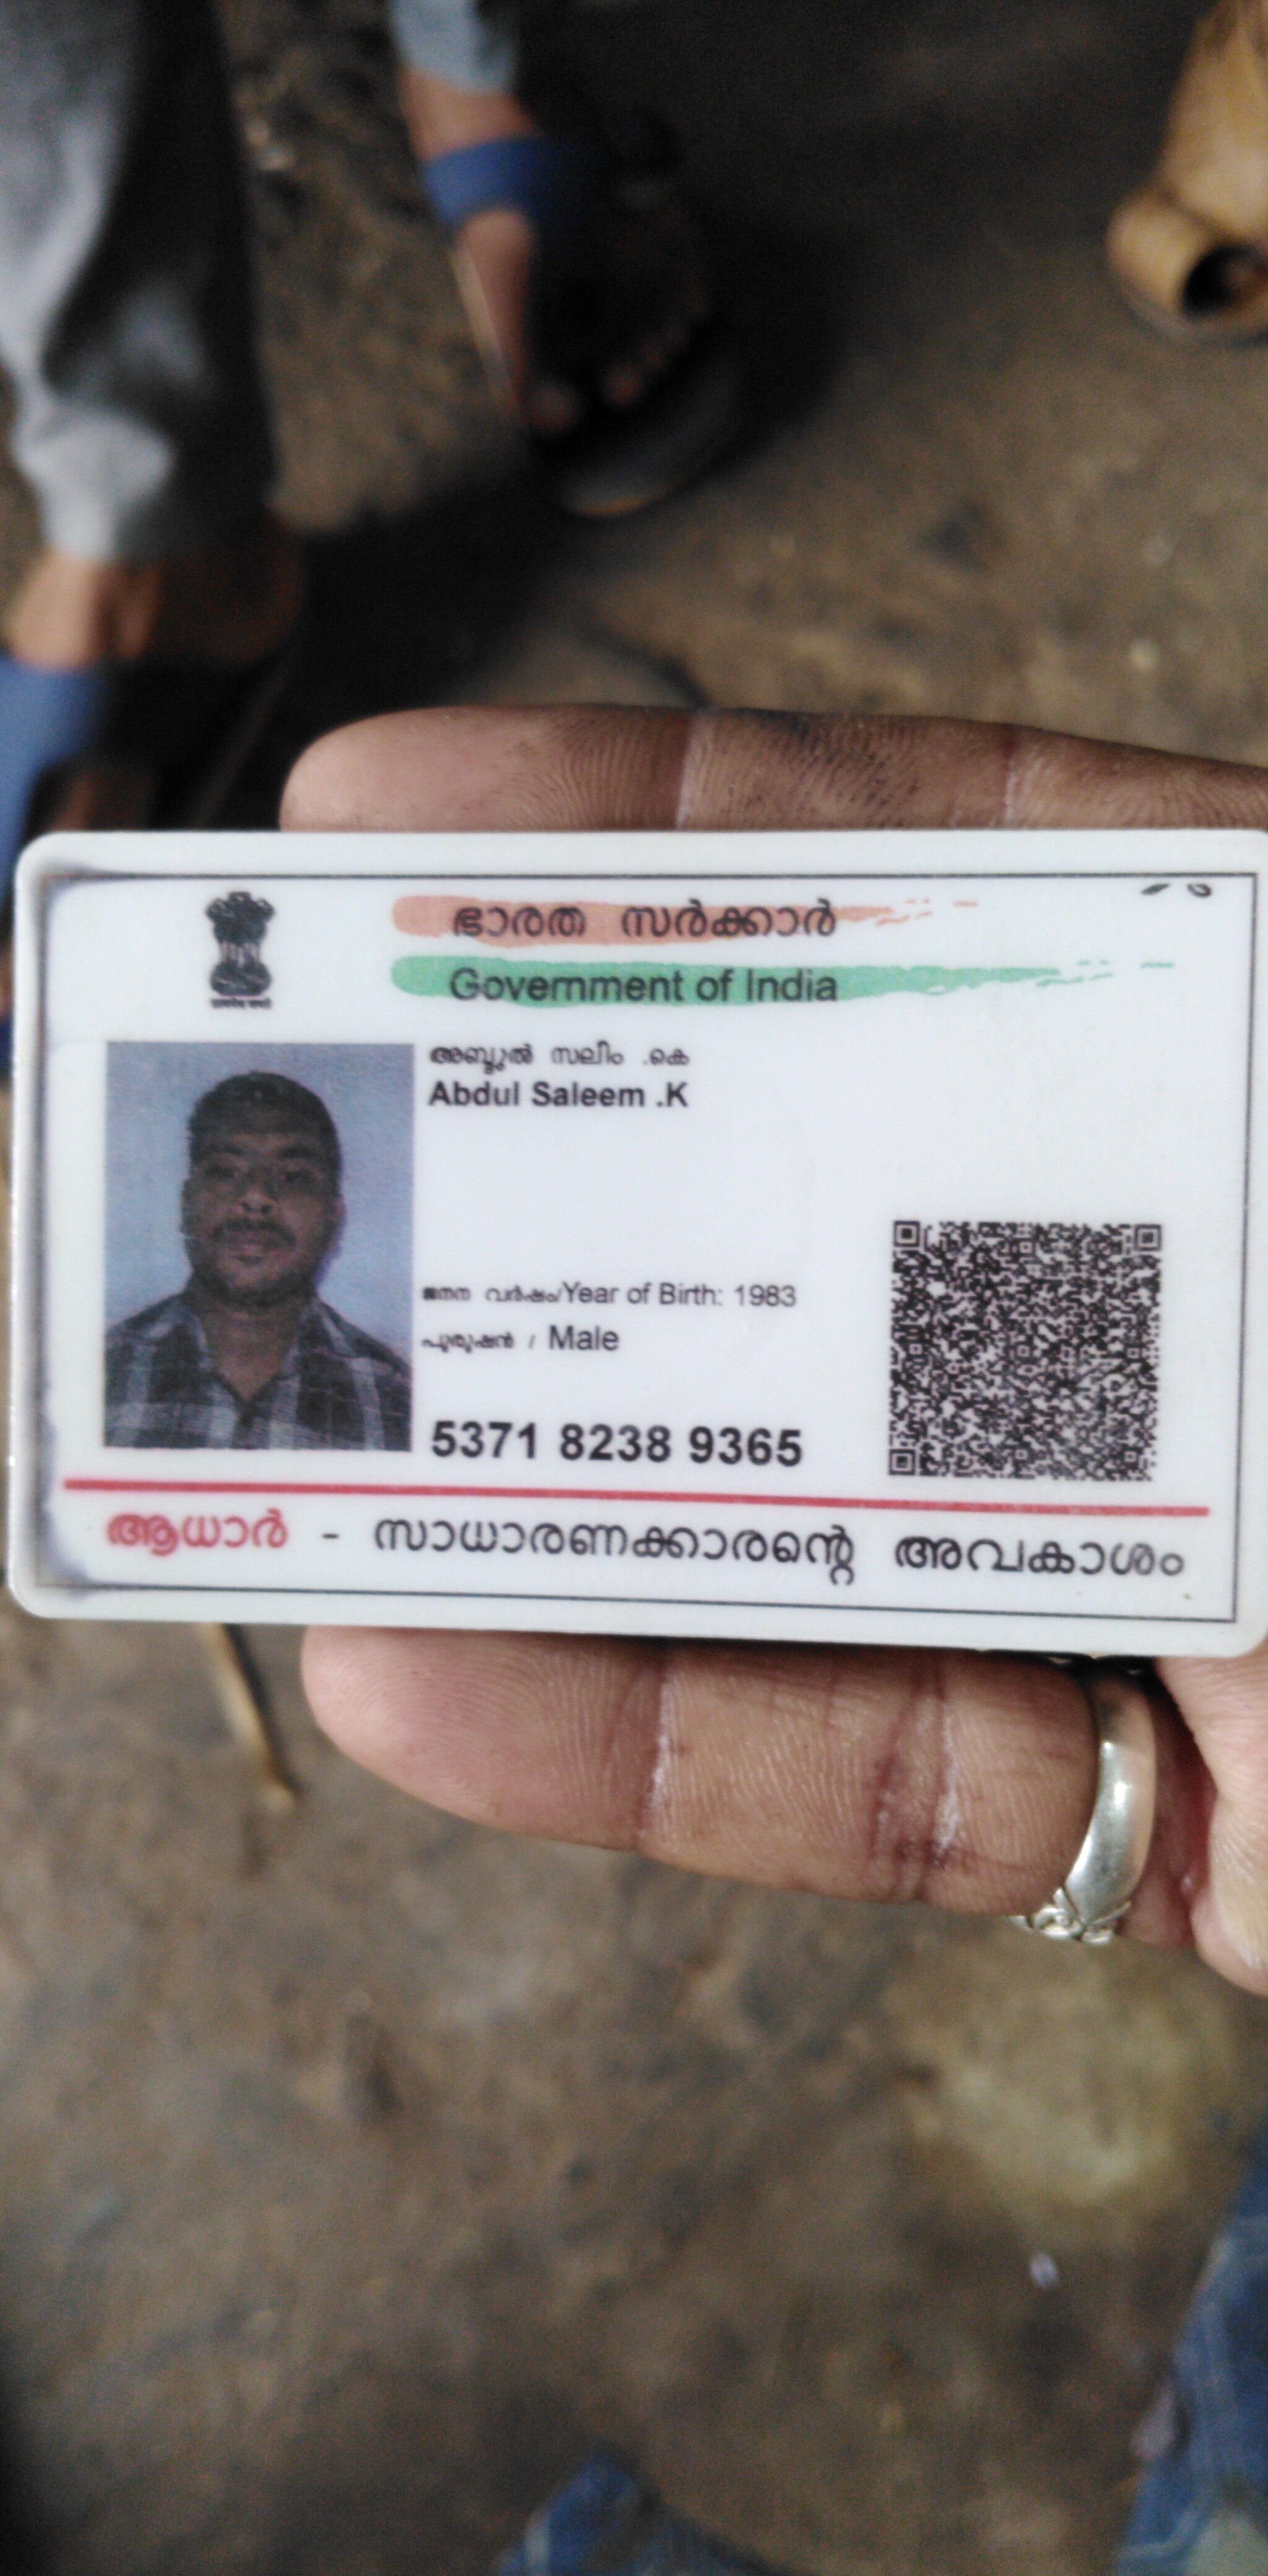 ഭാരത സർക്കാർ
Government of India
അബ്ദുൽ സലീം .കെ
Abdul Saleem .K
ജനന വർഷം/Year of Birth: 1983
പുരുഷൻ / Male
5371 8238 9365
ആധാർ - സാധാരണക്കാരന്റെ അവകാശം